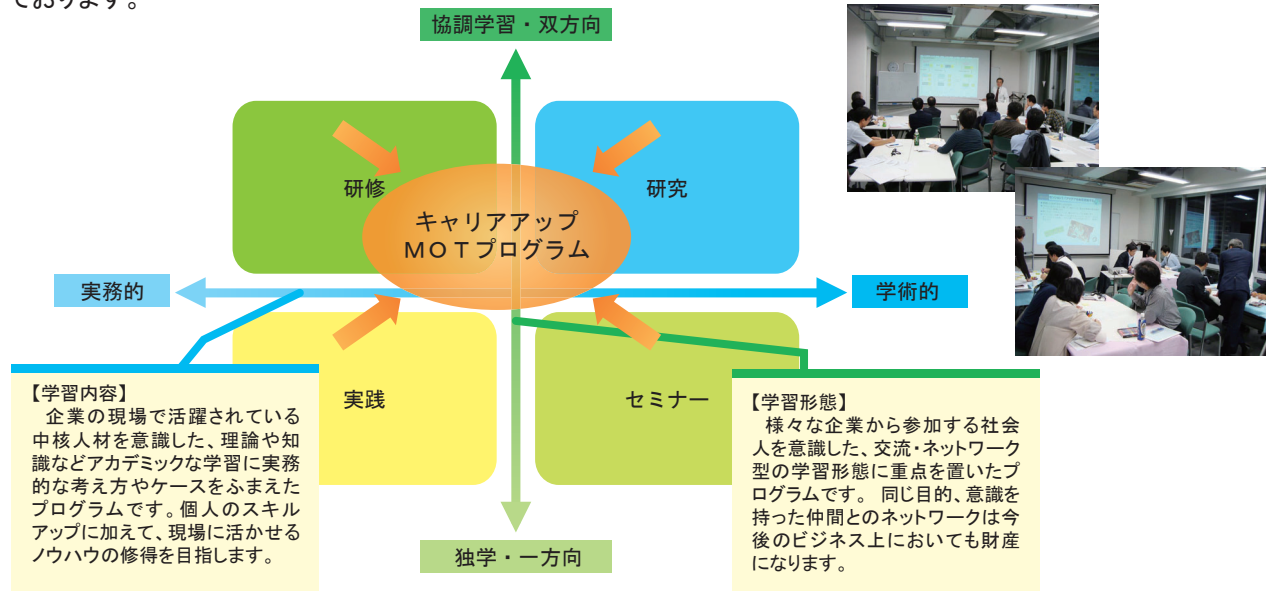 ております。
協調学習・双方向
研修
研究
キャリアアップ
ＭＯＴプログラム
実務的
学術的
実践
セミナー
【学習内容】
　企業の現場で活躍されている
中核人材を意識した、理論や知
識などアカデミックな学習に実務
的な考え方やケースをふまえた
プログラムです。個人のスキル
アップに加えて、現場に活かせる
ノウハウの修得を目指します。
【学習形態】
　様々な企業から参加する社会
人を意識した、交流・ネットワーク
型の学習形態に重点を置いたプ
ログラムです。 同じ目的、意識を
持った仲間とのネットワークは今
後のビジネス上においても財産
になります。
独学・一方向